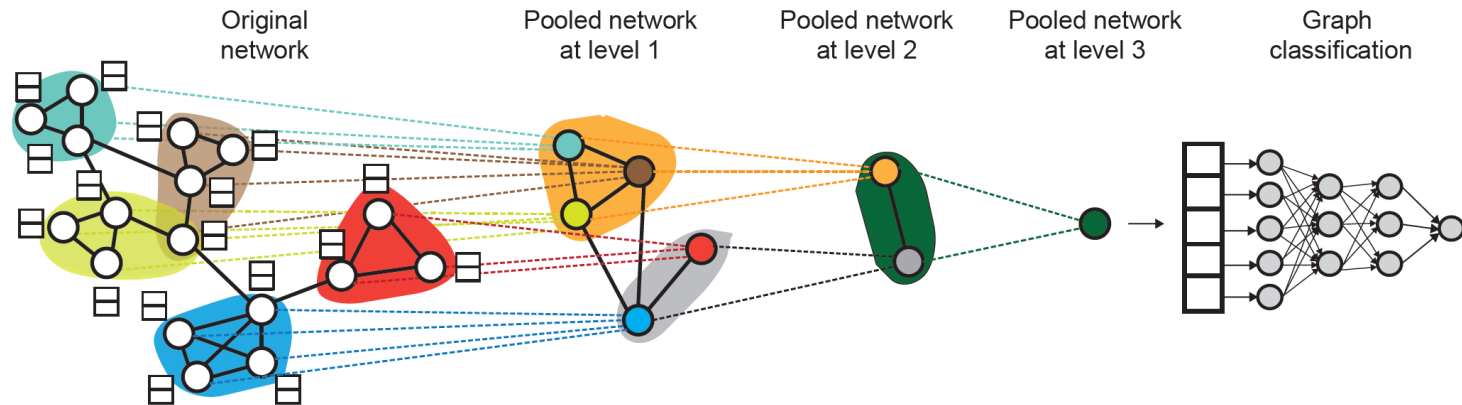 Original
network
Pooled network
at level 1
Pooled network
at level 2
Pooled network
at level 3
Graph
classification